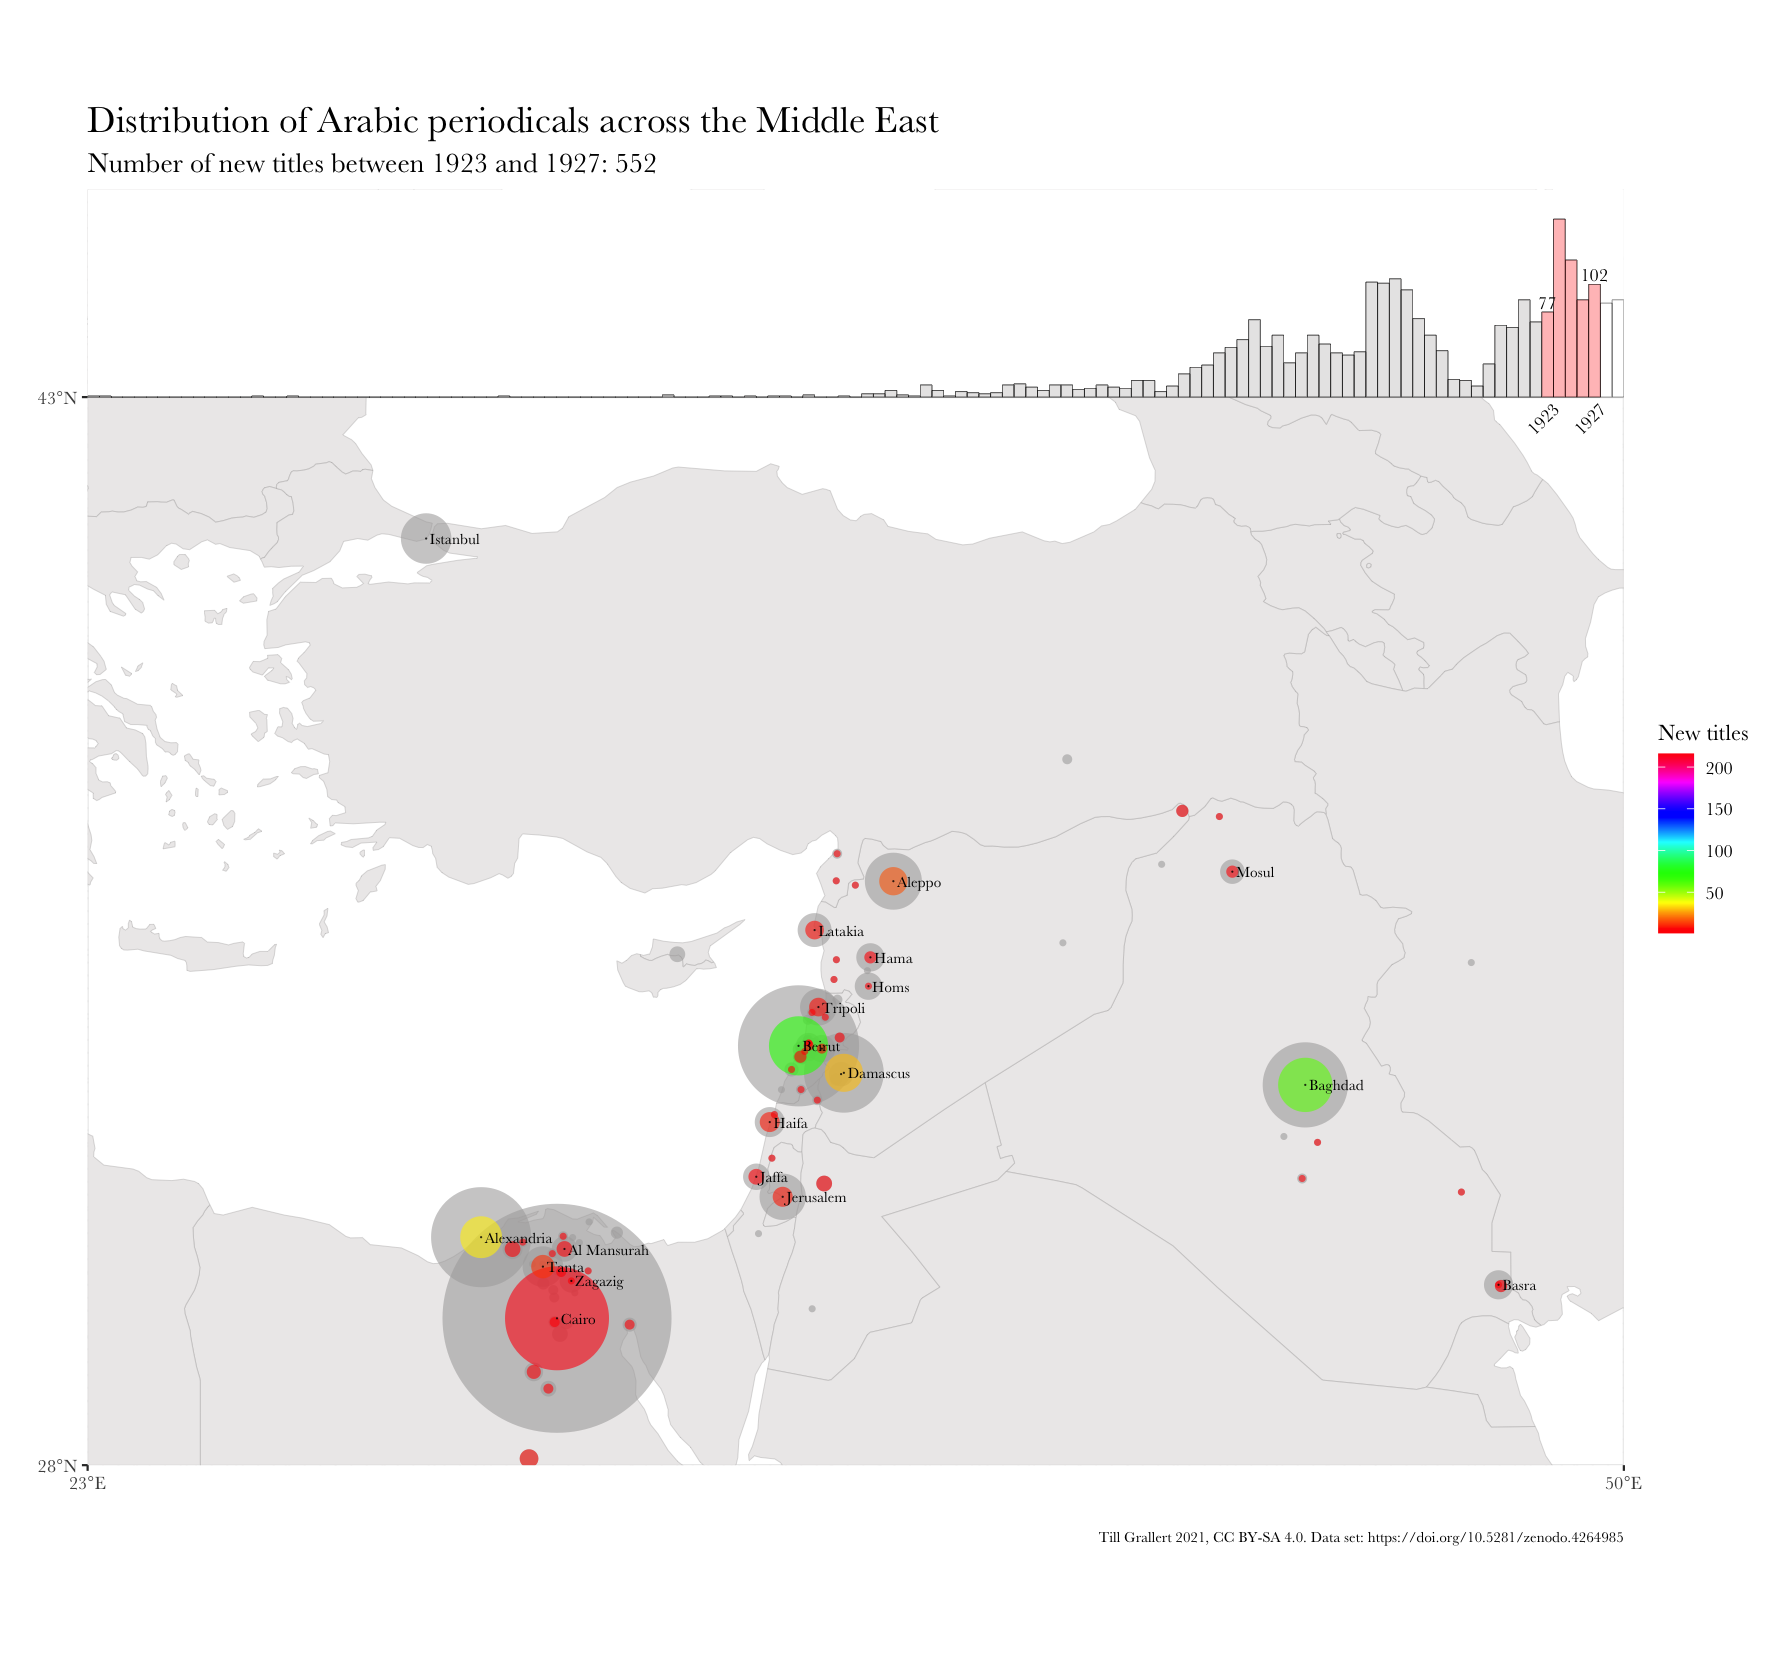 Distribution of Arabic periodicals across the Middle East
Number of new titles between 1923 and 1927: 552
102
77
43°N
1923
1927
Istanbul
New titles
200
150
100
50
Aleppo
Mosul
Latakia
Hama
Homs
Tripoli
Beirut
Damascus
Baghdad
Haifa
Jaffa
Jerusalem
Alexandria
Al Mansurah
Tanta
Zagazig
Basra
Cairo
28°N
23°E
50°E
Till Grallert 2021, CC BY-SA 4.0. Data set: https://doi.org/10.5281/zenodo.4264985